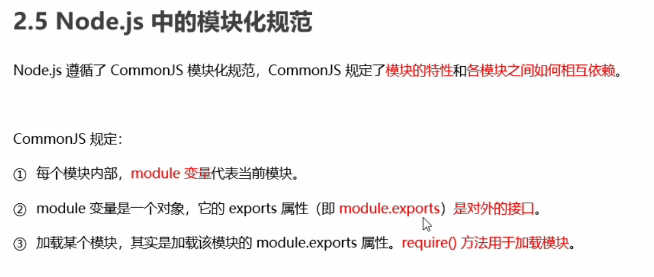 2.5 Node.js 中的模块化规范
Node.js 遵循了 CommonJS 模块化规范，CommonJS 规定了模块的特性和各模块之间如何相互依赖。
CommonJS 规定：
① 每个模块内部，module 变量代表当前模块。
② module 变量是一个对象，它的 exports 属性（即 module.exports）是对外的接口。
③ 加载某个模块，其实是加载该模块的 module.exports 属性。require() 方法用于加载模块。